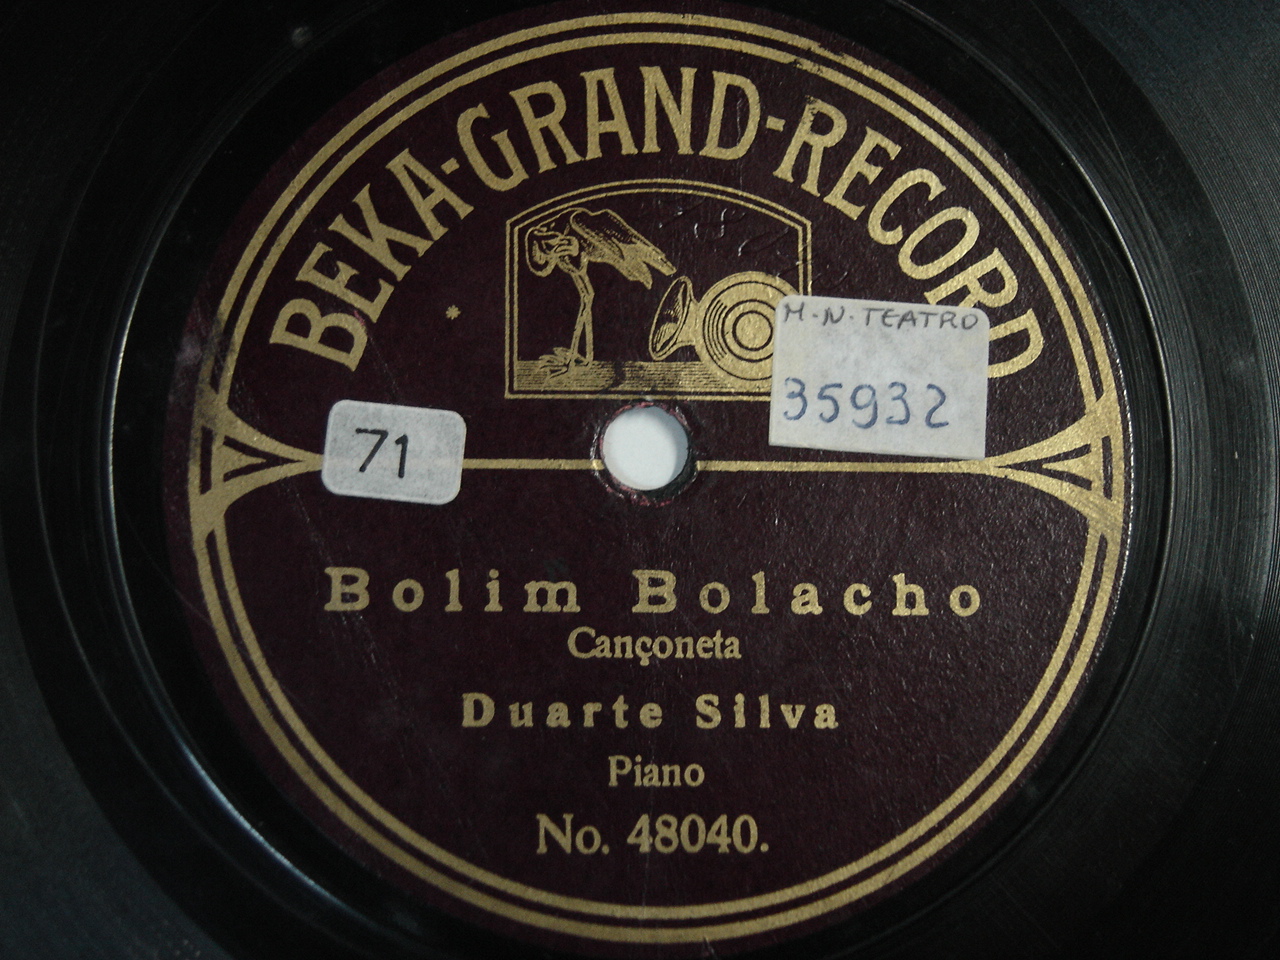 BEKA-GRAND-RECORD
M.N. TEATRO
35932
71
Bolim Bolacho
Cançoneta
Duarte Silva
Piano
No. 48040.